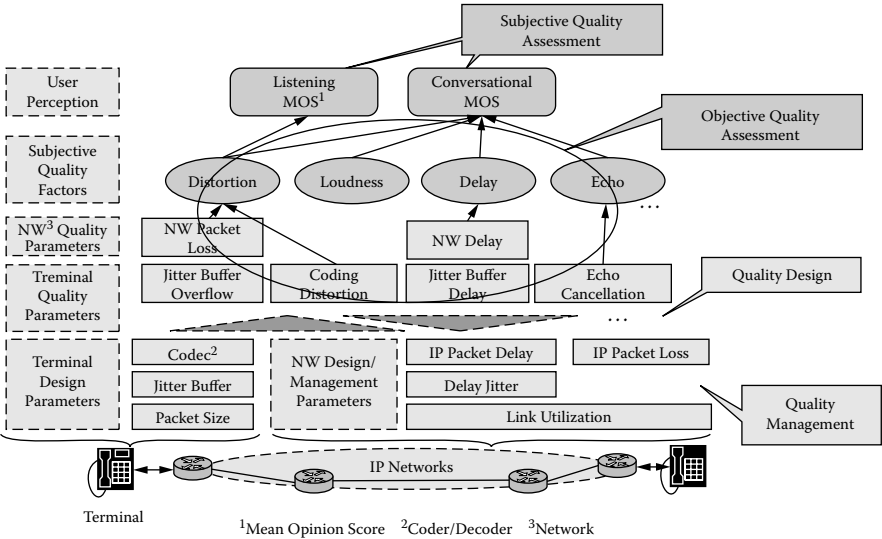 Subjective Quality
Assessment
User
Perception
Listening
MOS1
Conversational
MOS
Objective Quality
Assessment
Subjective
Quality
Factors
Distortion
Loudness
Delay
Echo
...
NW3 Quality
Parameters
NW Packet
Loss
NW Delay
Treminal
Quality
Parameters
Jitter Buffer
Overflow
Coding
Distortion
Jitter Buffer
Delay
Echo
Cancellation
Quality Design
...
Terminal
Design
Parameters
Codec2
Jitter Buffer
Packet Size
NW Design/
Management
Parameters
IP Packet Delay
IP Packet Loss
Delay Jitter
Link Utilization
Quality
Management
IP Networks
Terminal
1Mean Opinion Score 2Coder/Decoder 3Network